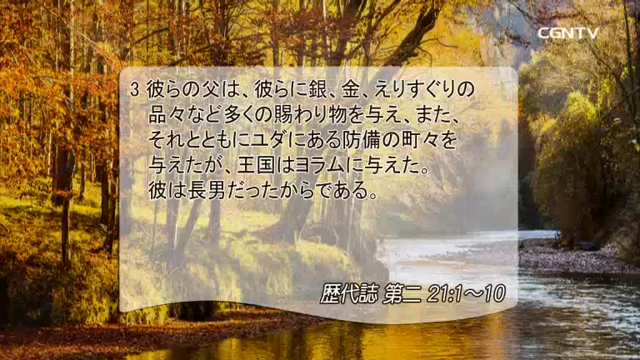 CGNTV
3 彼らの父は、彼らに銀、金、えりすぐりの
品々など多くの賜わり物を与え、また、
それとともにユダにある防備の町々を
与えたが、王国はヨラムに与えた。
彼は長男だったからである。
歴代誌 第二 21:1～10